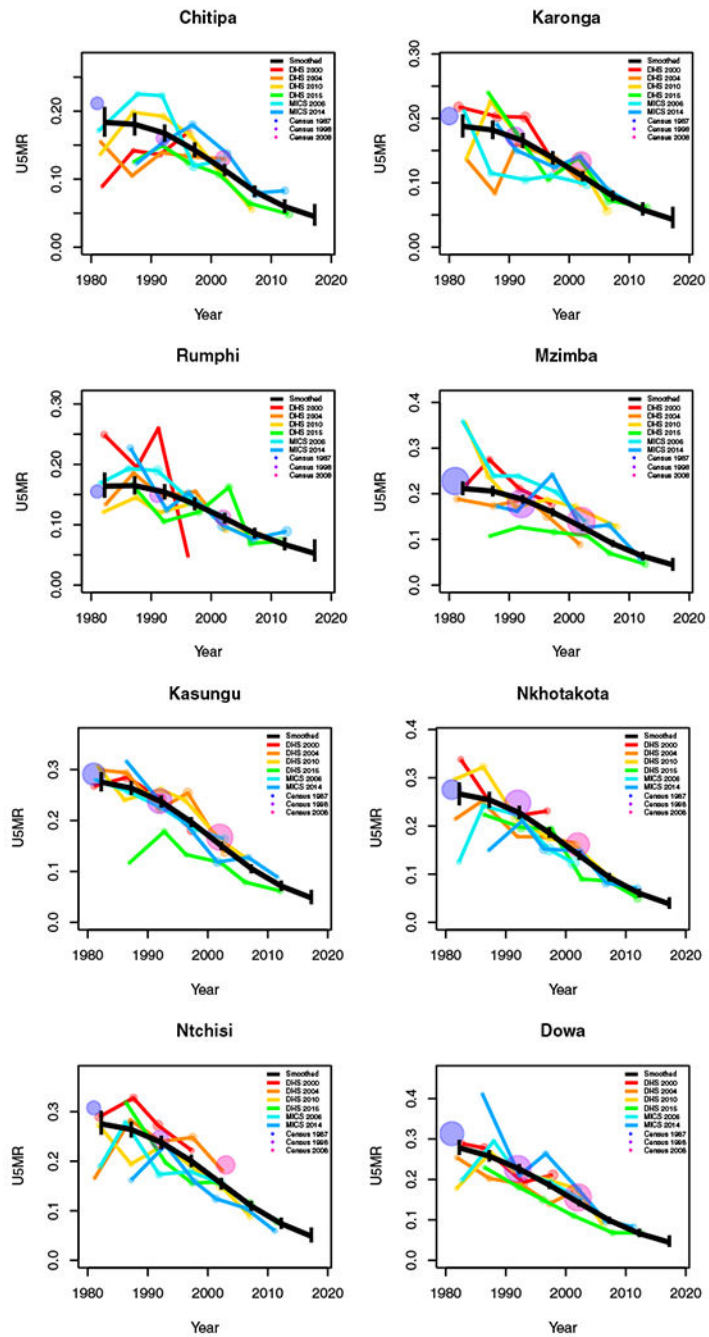 Chitipa
U5MR
0.00 0.10 0.20
Smoothed
DHS 2000
DHS 2004
DHS 2010
DHS 2015
MICS 2006
MICS 2014
Census 1987
Census 1998
Census 2008
1980 1990 2000 2010 2020
Year
Karonga
U5MR
0.00 0.10 0.20 0.30
Smoothed
DHS 2000
DHS 2004
DHS 2010
DHS 2015
MICS 2006
MICS 2014
Census 1987
Census 1998
Census 2008
1980 1990 2000 2010 2020
Year
Rumphi
U5MR
0.00 0.10 0.20 0.30
Smoothed
DHS 2000
DHS 2004
DHS 2010
DHS 2015
MICS 2006
MICS 2014
Census 1987
Census 1998
Census 2008
1980 1990 2000 2010 2020
Year
Mzimba
U5MR
0.0 0.1 0.2 0.3 0.4
Smoothed
DHS 2000
DHS 2004
DHS 2010
DHS 2015
MICS 2006
MICS 2014
Census 1987
Census 1998
Census 2008
1980 1990 2000 2010 2020
Year
Kasungu
U5MR
0.0 0.1 0.2 0.3
Smoothed
DHS 2000
DHS 2004
DHS 2010
DHS 2015
MICS 2006
MICS 2014
Census 1987
Census 1998
Census 2008
1980 1990 2000 2010 2020
Year
Nkhotakota
U5MR
0.0 0.1 0.2 0.3 0.4
Smoothed
DHS 2000
DHS 2004
DHS 2010
DHS 2015
MICS 2006
MICS 2014
Census 1987
Census 1998
Census 2008
1980 1990 2000 2010 2020
Year
Ntchisi
U5MR
0.0 0.1 0.2 0.3
Smoothed
DHS 2000
DHS 2004
DHS 2010
DHS 2015
MICS 2006
MICS 2014
Census 1987
Census 1998
Census 2008
1980 1990 2000 2010 2020
Year
Dowa
U5MR
0.0 0.1 0.2 0.3 0.4
Smoothed
DHS 2000
DHS 2004
DHS 2010
DHS 2015
MICS 2006
MICS 2014
Census 1987
Census 1998
Census 2008
1980 1990 2000 2010 2020
Year